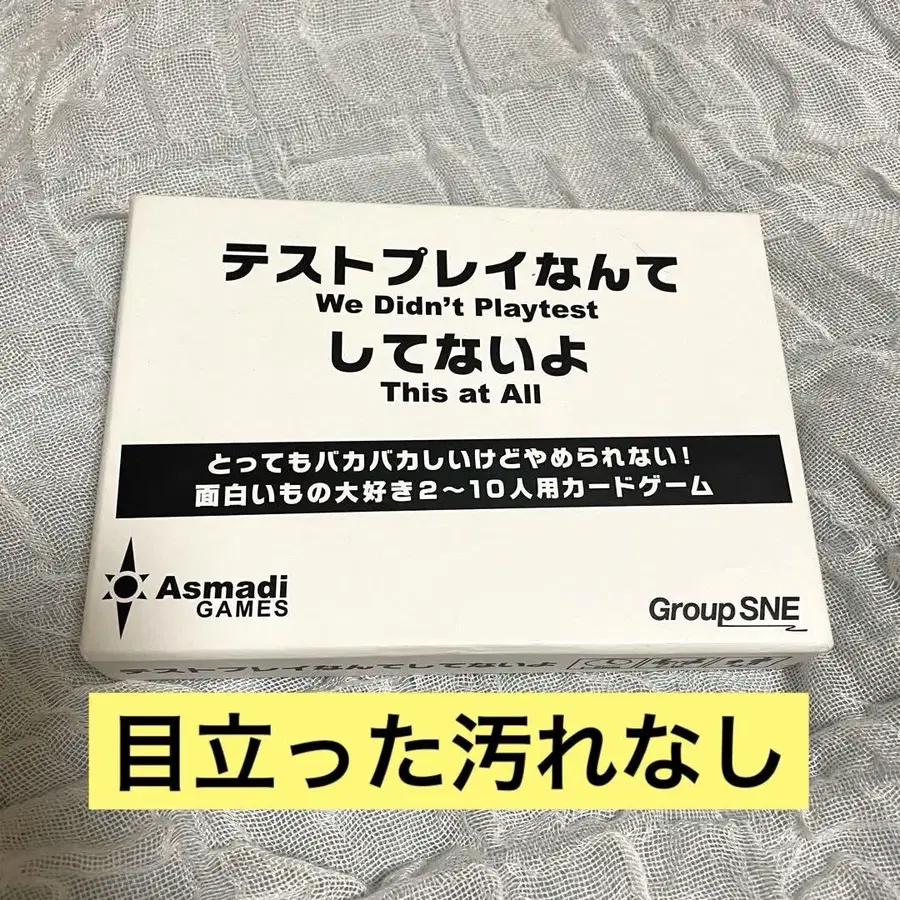 テストプレイなんて
We Didn't Playtest
してないよ
This at All
とってもバカバカしいけどやめられない!
面白いもの大好き2〜10人用カードゲーム
Asmadi
GAMES
Group SNE
テストプレイなんてしてないよ
目立った汚れなし